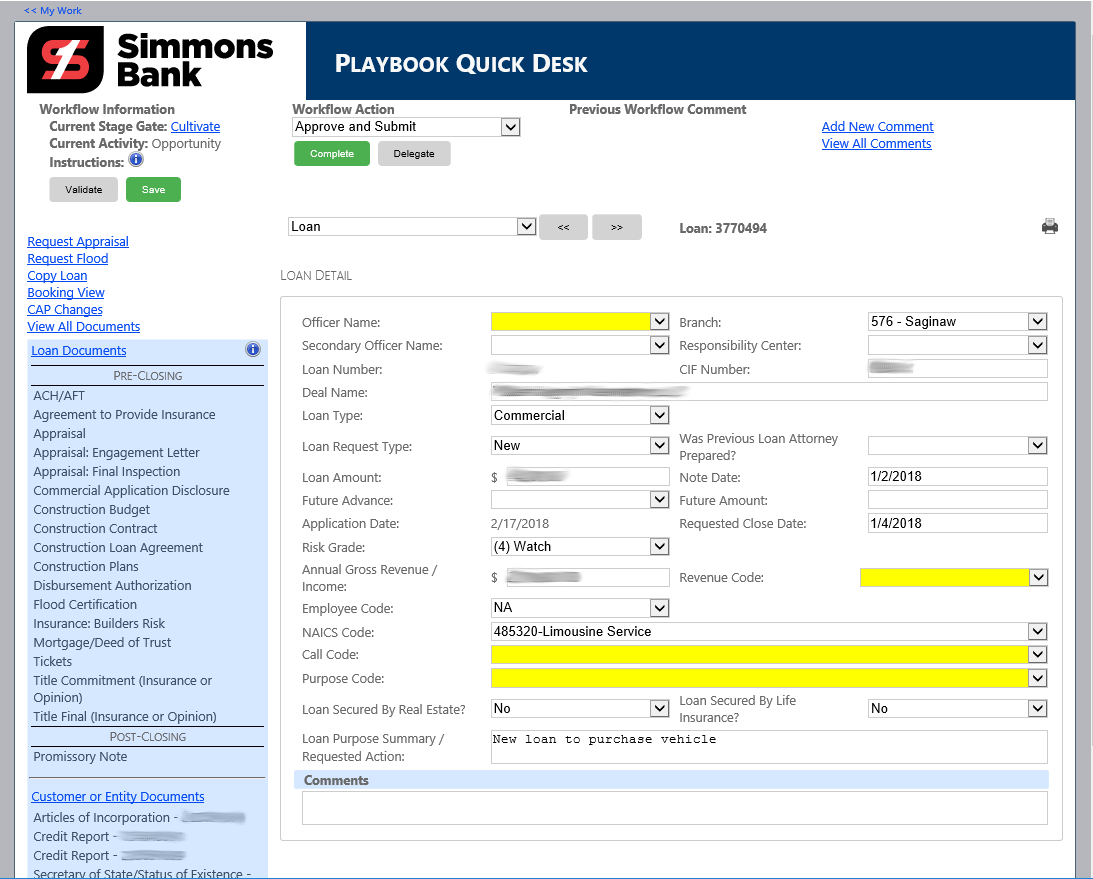 << My Work
Simmons
Bank
PLAYBOOK QUICK DESK
Workflow Information
Current Stage Gate: Cultivate
Current Activity: Opportunity
Instructions:
Validate Save
Workflow Action
Approve and Submit
Complete Delegate
Previous Workflow Comment
Add New Comment
View All Comments
Request Appraisal
Request Flood
Copy Loan
Booking View
CAP Changes
View All Documents
Loan Documents
PRE-CLOSING
ACH/AFT
Agreement to Provide Insurance
Appraisal
Appraisal: Engagement Letter
Appraisal: Final Inspection
Commercial Application Disclosure
Construction Budget
Construction Contract
Construction Loan Agreement
Construction Plans
Disbursement Authorization
Flood Certification
Insurance: Builders Risk
Mortgage/Deed of Trust
Tickets
Title Commitment (Insurance or
Opinion)
Title Final (Insurance or Opinion)
POST-CLOSING
Promissory Note
Customer or Entity Documents
Articles of Incorporation -
Credit Report -
Credit Report -
Secretary of State/Status of Existence -
Loan << >> Loan: 3770494
LOAN DETAIL
Officer Name: Branch: 576 - Saginaw
Secondary Officer Name: Responsibility Center:
Loan Number: CIF Number:
Deal Name:
Loan Type: Commercial
Loan Request Type: New Was Previous Loan Attorney
Prepared?
Loan Amount: $ Note Date: 1/2/2018
Future Advance: Future Amount:
Application Date: 2/17/2018 Requested Close Date: 1/4/2018
Risk Grade: (4) Watch
Annual Gross Revenue /
Income: $ Revenue Code:
Employee Code: NA
NAICS Code: 485320-Limousine Service
Call Code:
Purpose Code:
Loan Secured By Real Estate? No Loan Secured By Life
Insurance? No
Loan Purpose Summary / New loan to purchase vehicle
Requested Action:
Comments